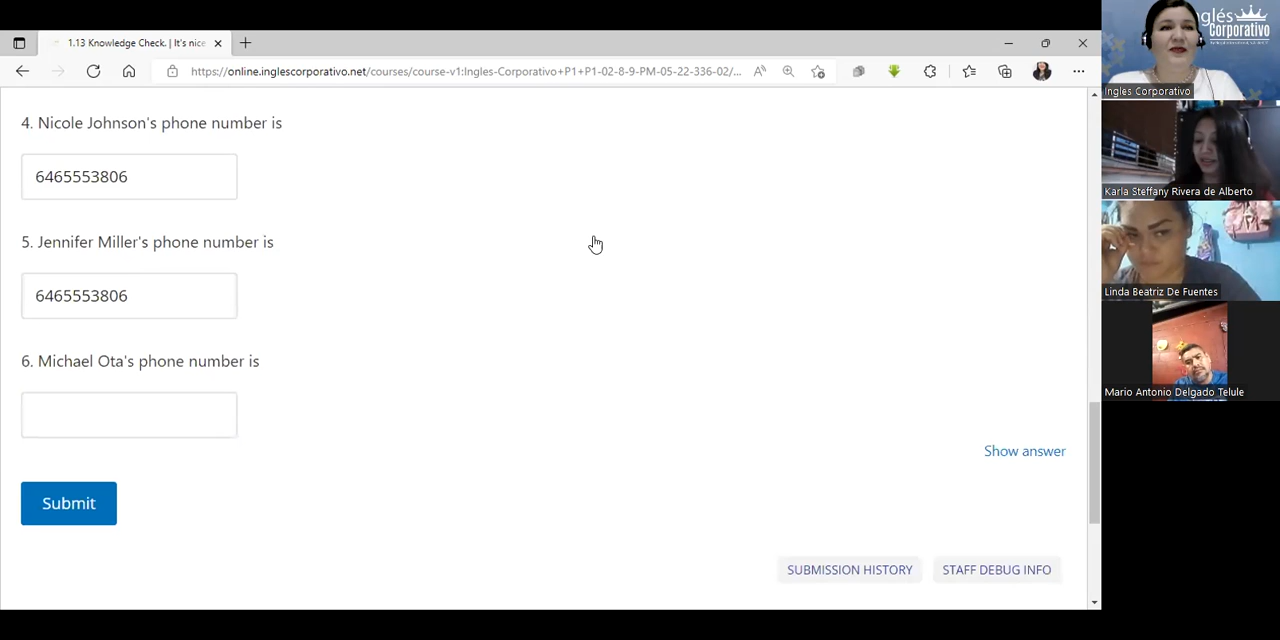 1.13 Knowledge Check. | It's nice
https://online.inglescorporativo.net/courses/course-v1:Ingles-Corporativo+P1+P1-02-8-9-PM-05-22-336-02/...
4. Nicole Johnson's phone number is
6465553806
5. Jennifer Miller's phone number is
6465553806
6. Michael Ota's phone number is
Show answer
Submit
SUBMISSION HISTORY
STAFF DEBUG INFO
glés
Corporativo
Ingles Corporativo
Karla Steffany Rivera de Alberto
Linda Beatriz De Fuentes
Mario Antonio Delgado Telule